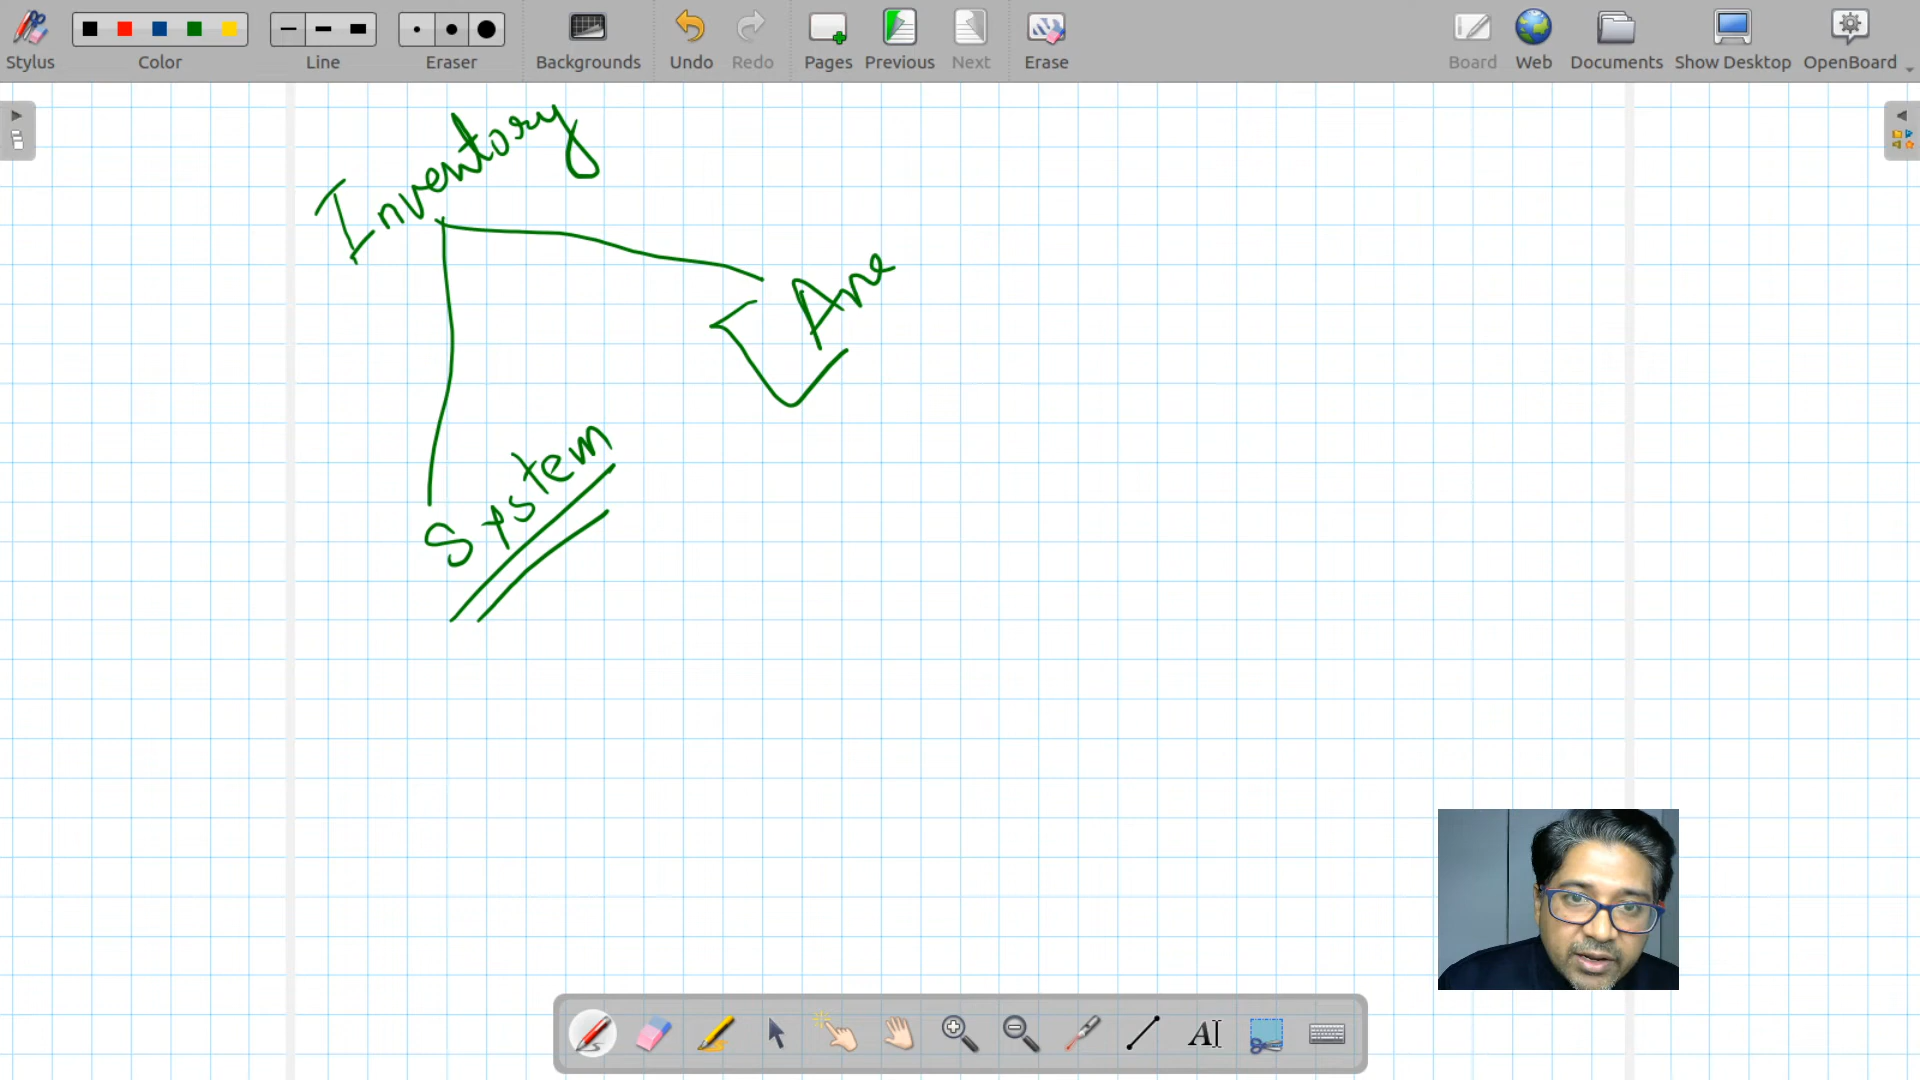 Stylus Color Line Eraser Backgrounds Undo Redo Pages Previous Next Erase Board Web Documents Show Desktop OpenBoard
Inventory
Ane
System